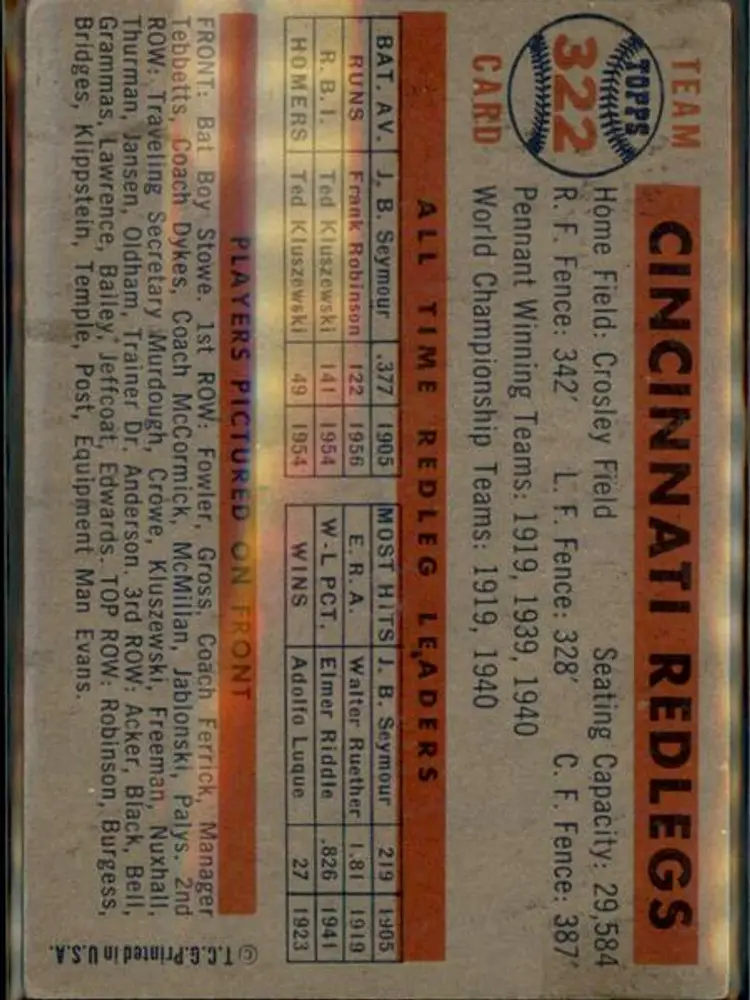 TEAM
TOPPS
322
CARD
CINCINNATI REDLEGS
Home Field: Crosley Field Seating Capacity: 29,584
R. F. Fence: 342' L. F. Fence: 328' C. F. Fence: 387'
Pennant Winning Teams: 1919, 1939, 1940
World Championship Teams: 1919, 1940
ALL TIME REDLEG LEADERS
BAT. AV. J. B. Seymour .377 1905 MOST HITS J. B. Seymour 219 1905
RUNS Frank Robinson 122 1956 E. R. A. Walter Ruether 1.81 1919
R. B. I. Ted Kluszewski 141 1954 W-L PCT. Elmer Riddle .826 1941
HOMERS Ted Kluszewski 49 1954 WINS Adolfo Luque 27 1923
PLAYERS PICTURED ON FRONT
FRONT: Bat Boy Stowe. 1st ROW: Fowler, Gross, Coach Ferrick, Manager
Tebbetts, Coach Dykes, Coach McCormick, McMillan, Jablonski, Palys. 2nd
ROW: Traveling Secretary Murdough, Crowe, Kluszewski, Freeman, Nuxhall,
Thurman, Jansen, Oldham, Trainer Dr. Anderson. 3rd ROW: Acker, Black, Bell,
Grammas, Lawrence, Bailey, Jeffcoat, Edwards. TOP ROW: Robinson, Burgess,
Bridges, Klippstein, Temple, Post, Equipment Man Evans.
© T.C.G. Printed in U.S.A.